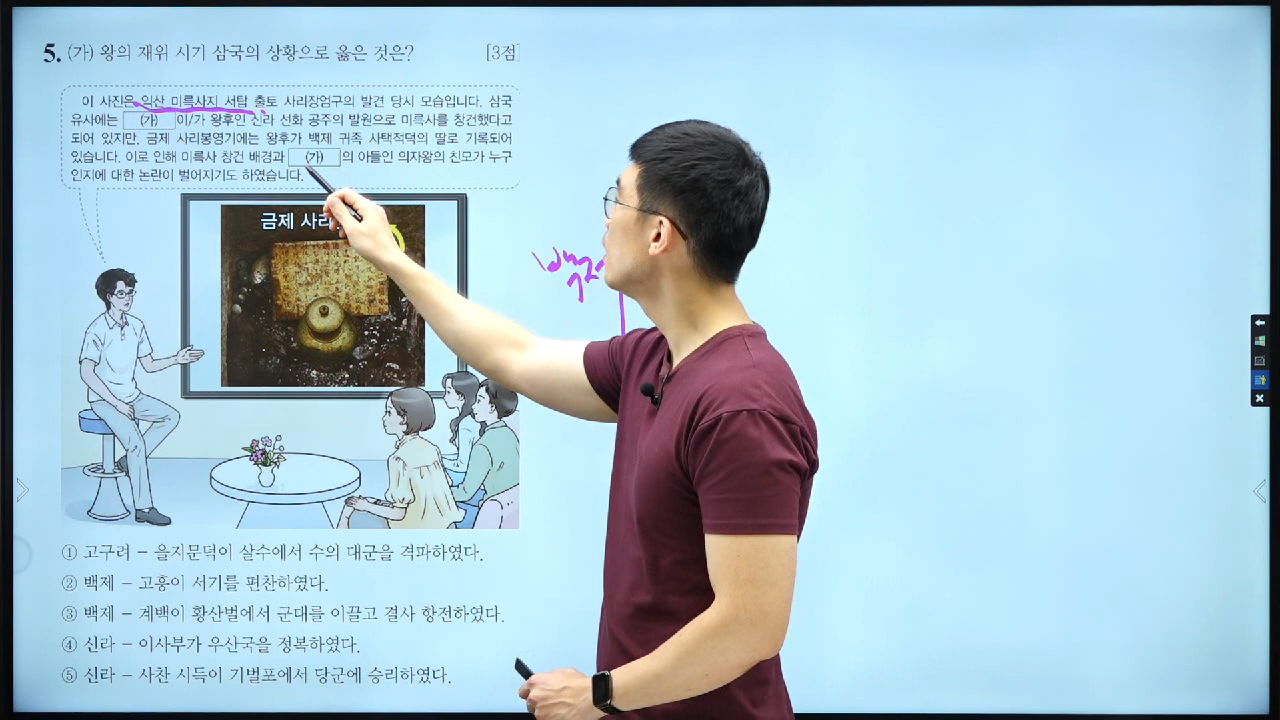 5. (가) 왕의 재위 시기 삼국의 상황으로 옳은 것은? [3점]
이 사진은 익산 미륵사지 서탑 출토 사리장엄구의 발견 당시 모습입니다. 삼국
유사에는 (가) 이/가 왕후인 신라 선화 공주의 발원으로 미륵사를 창건했다고
되어 있지만, 금제 사리봉영기에는 왕후가 백제 귀족 사택적덕의 딸로 기록되어
있습니다. 이로 인해 미륵사 창건 배경과 (가) 의 아들인 의자왕의 친모가 누구
인지에 대한 논란이 벌어지기도 하였습니다.
금제 사리
백제
① 고구려 – 을지문덕이 살수에서 수의 대군을 격파하였다.
② 백제 – 고흥이 서기를 편찬하였다.
③ 백제 – 계백이 황산벌에서 군대를 이끌고 결사 항전하였다.
④ 신라 – 이사부가 우산국을 정복하였다.
⑤ 신라 – 사찬 시득이 기벌포에서 당군에 승리하였다.